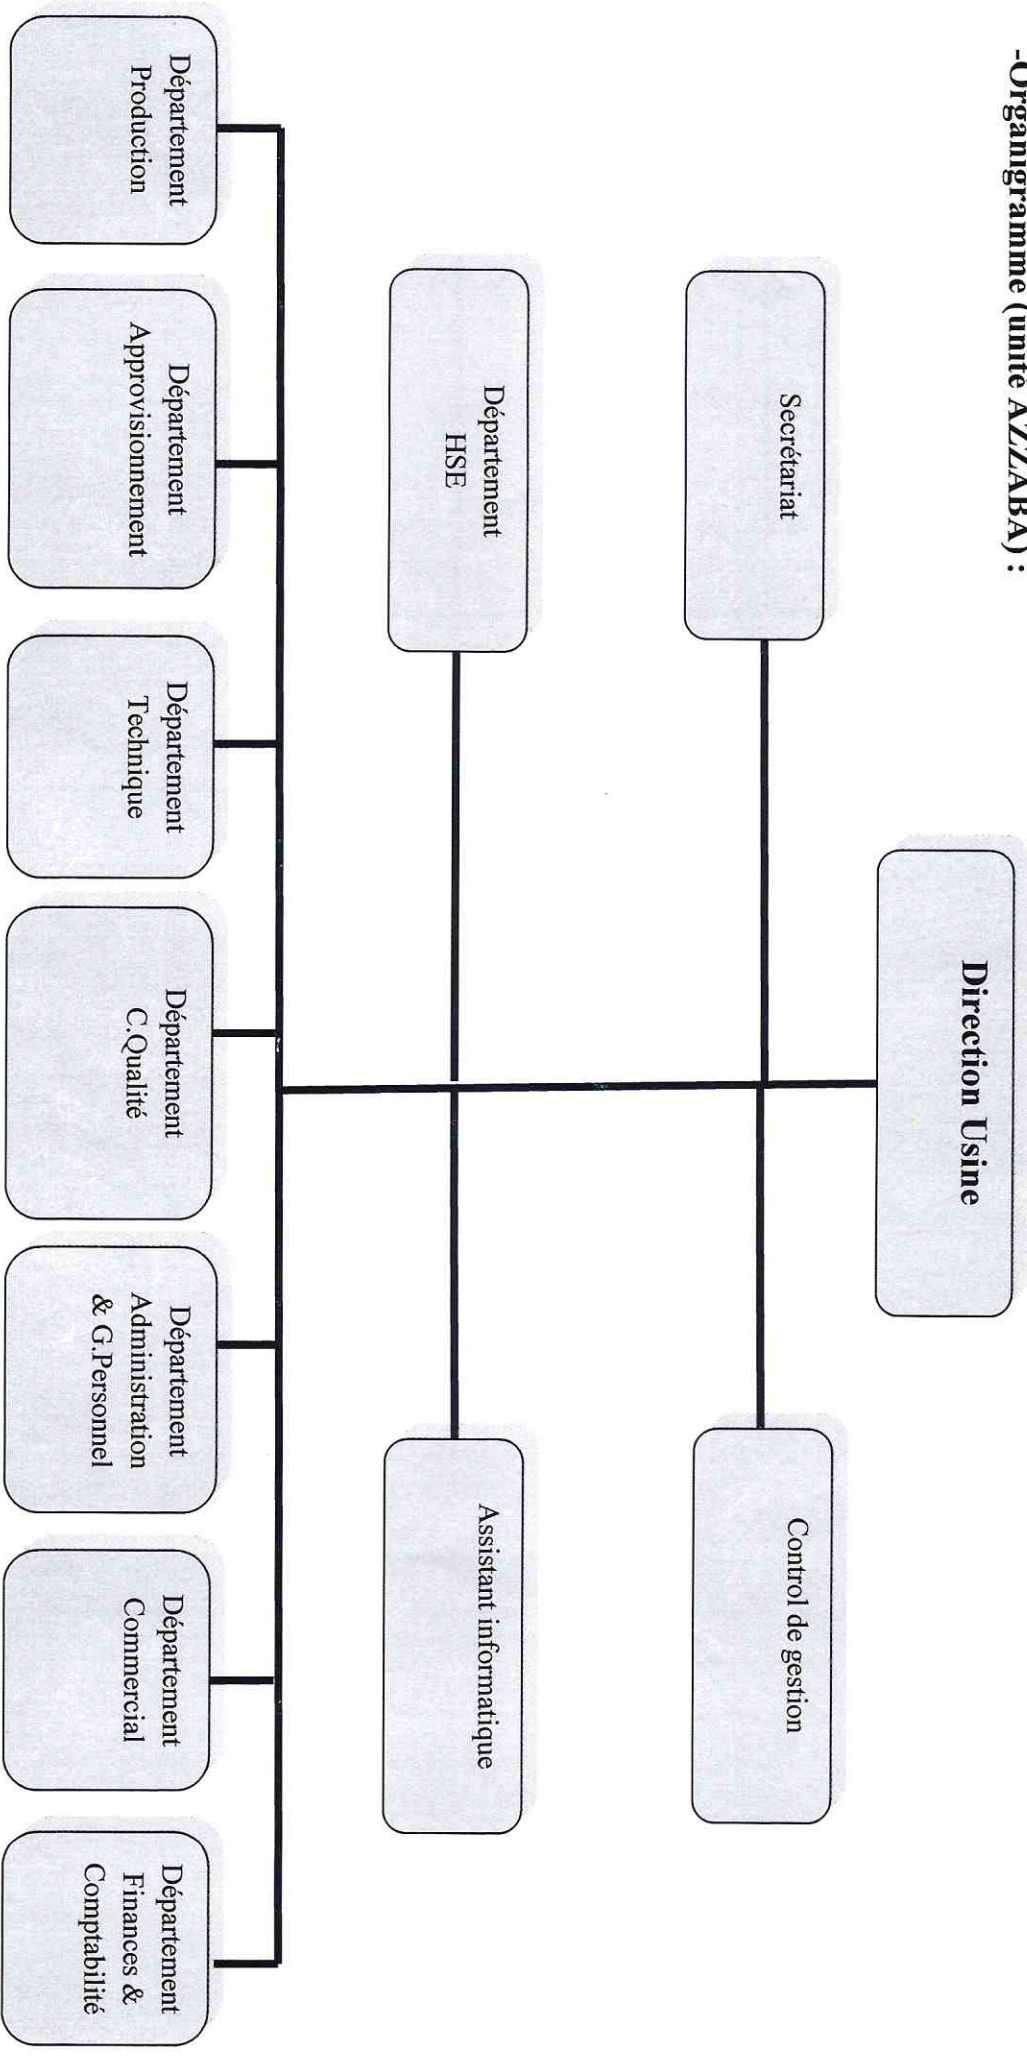 -Organigramme (unité AZZABA) :
Direction Usine
Secrétariat
Control de gestion
Département
HSE
Assistant informatique
Département
Production
Département
Approvisionnement
Département
Technique
Département
C.Qualité
Département
Administration
& G.Personnel
Département
Commercial
Département
Finances &
Comptabilité